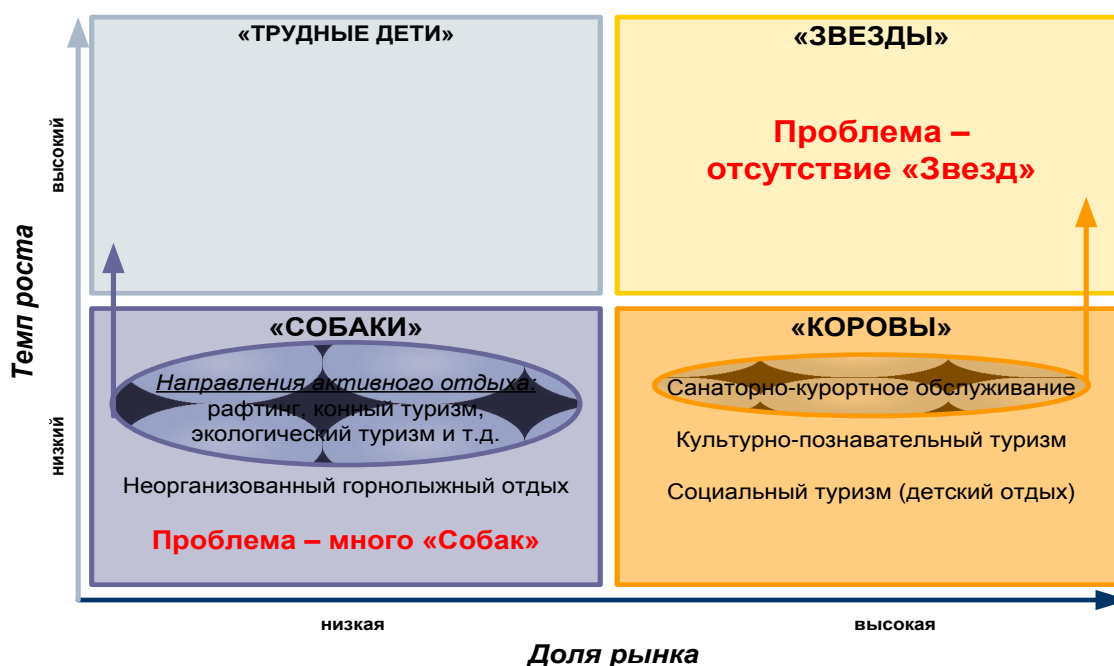 «ТРУДНЫЕ ДЕТИ»
«ЗВЕЗДЫ»
Проблема –
отсутствие «Звезд»
высокий
Темп роста
низкий
«СОБАКИ»
Направления активного отдыха:
рафтинг, конный туризм,
экологический туризм и т.д.
Неорганизованный горнолыжный отдых
Проблема – много «Собак»
«КОРОВЫ»
Санаторно-курортное обслуживание
Культурно-познавательный туризм
Социальный туризм (детский отдых)
низкая
высокая
Доля рынка